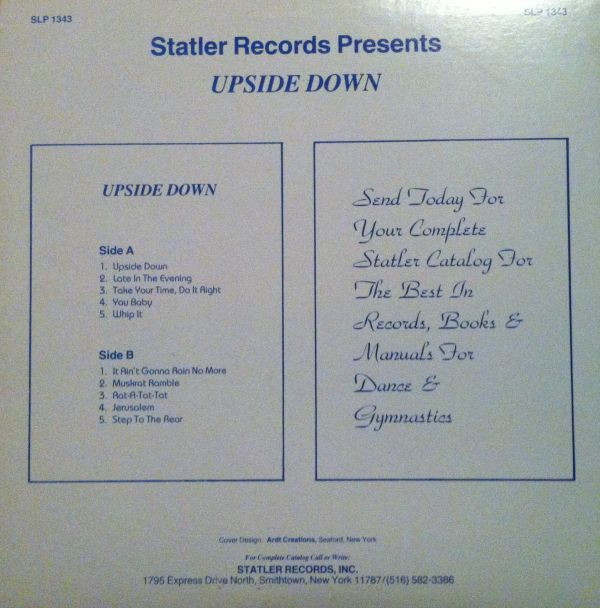 SLP 1343
SLP 1343
Statler Records Presents
UPSIDE DOWN
UPSIDE DOWN
Side A
1. Upside Down
2. Late In The Evening
3. Take Your Time, Do It Right
4. You Baby
5. Whip It
Side B
1. It Ain't Gonna Rain No More
2. Muskrat Ramble
3. Rat-A-Tat-Tat
4. Jerusalem
5. Step To The Rear
Send Today For
Your Complete
Statler Catalog For
The Best In
Records, Books &
Manuals For
Dance &
Gymnastics
Cover Design: Ardt Creations, Seaford, New York
For Complete Catalog Call or Write:
STATLER RECORDS, INC.
1795 Express Drive North, Smithtown, New York 11787/(516) 582-3386